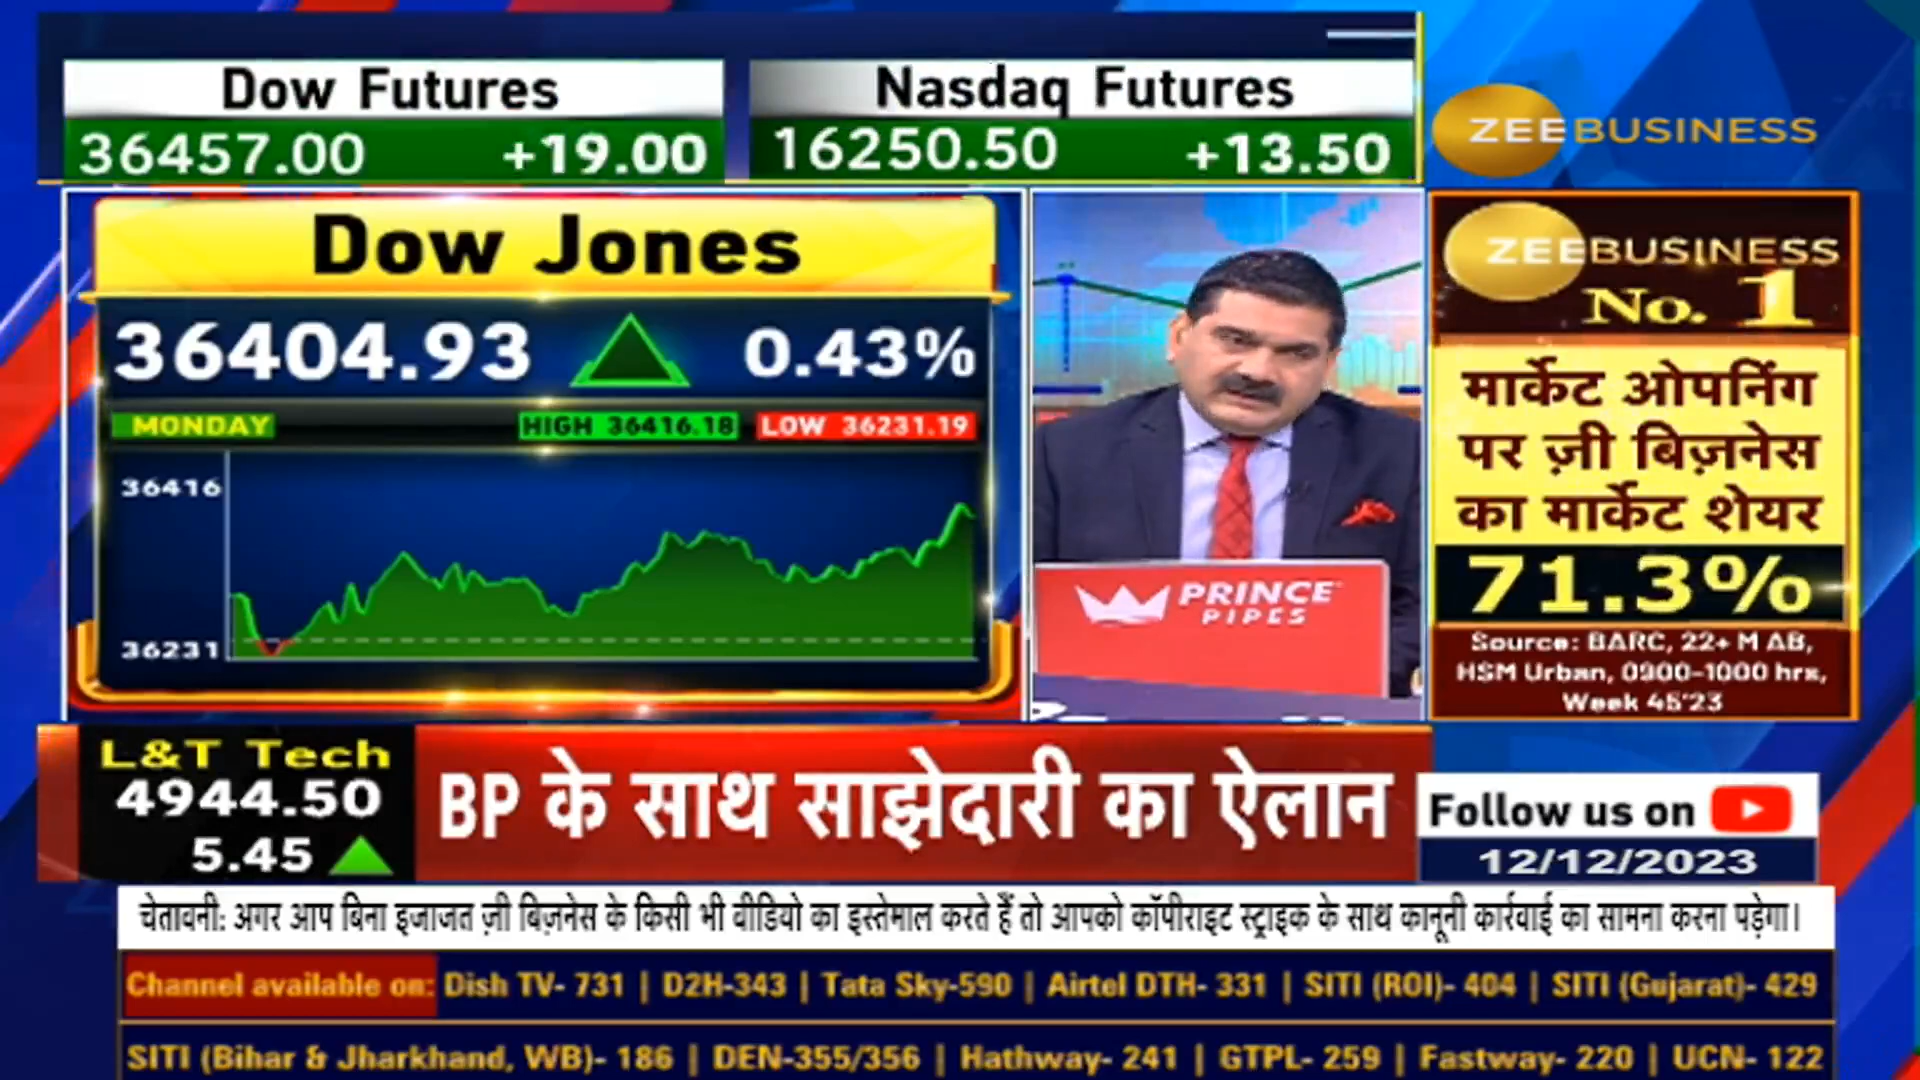 Dow Futures
36457.00 +19.00
Nasdaq Futures
16250.50 +13.50
ZEE BUSINESS
Dow Jones
36404.93 0.43%
MONDAY HIGH 36416.18 LOW 36231.19
36416
36231
PRINCE
PIPES
ZEE BUSINESS
No. 1
मार्केट ओपनिंग
पर ज़ी बिज़नेस
का मार्केट शेयर
71.3%
Source: BARC, 22+ M AB,
HSM Urban, 0900-1000 hrs,
Week 45'23
L&T Tech
4944.50
5.45
BP के साथ साझेदारी का ऐलान
Follow us on
12/12/2023
चेतावनी: अगर आप बिना इजाजत ज़ी बिज़नेस के किसी भी वीडियो का इस्तेमाल करते हैं तो आपको कॉपीराइट स्ट्राइक के साथ कानूनी कार्रवाई का सामना करना पड़ेगा।
Channel available on: Dish TV- 731 | D2H-343 | Tata Sky-590 | Airtel DTH- 331 | SITI (ROI)- 404 | SITI (Gujarat)- 429
SITI (Bihar & Jharkhand, WB)- 186 | DEN-355/356 | Hathway- 241 | GTPL- 259 | Fastway- 220 | UCN- 122